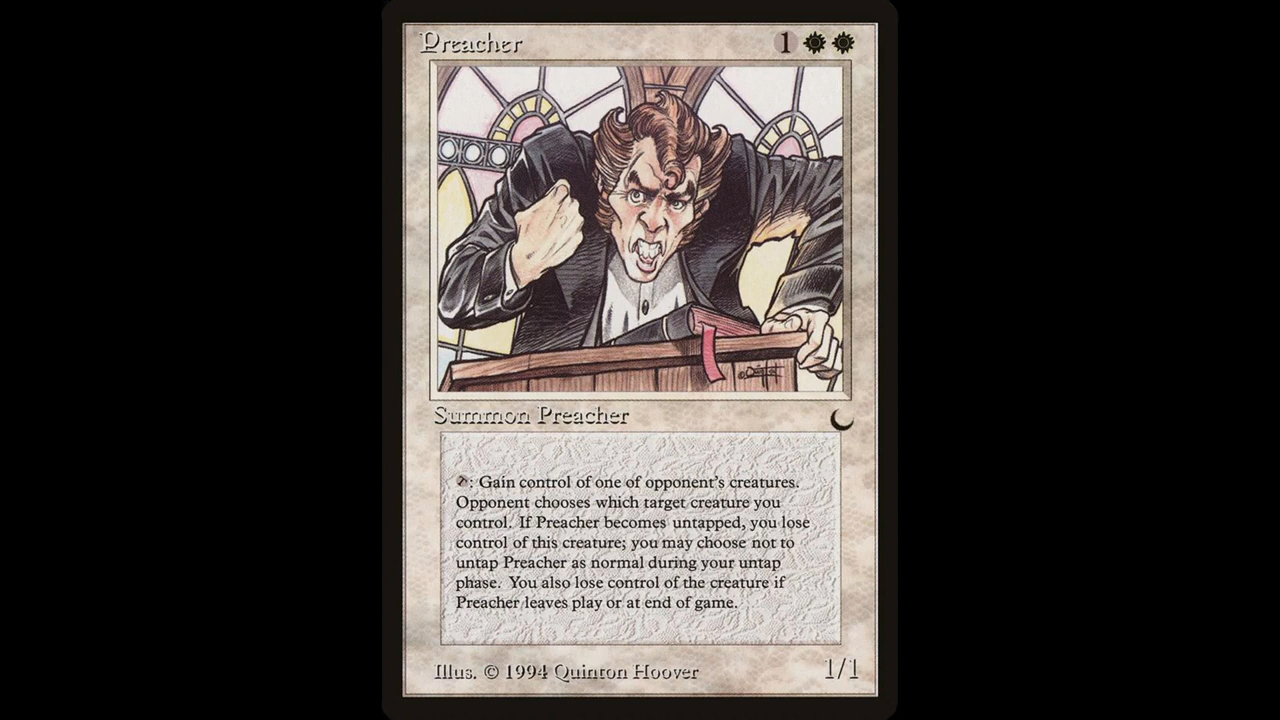 Preacher 1
Summon Preacher
: Gain control of one of opponent's creatures.
Opponent chooses which target creature you
control. If Preacher becomes untapped, you lose
control of this creature; you may choose not to
untap Preacher as normal during your untap
phase. You also lose control of the creature if
Preacher leaves play or at end of game.
Illus. © 1994 Quinton Hoover 1/1